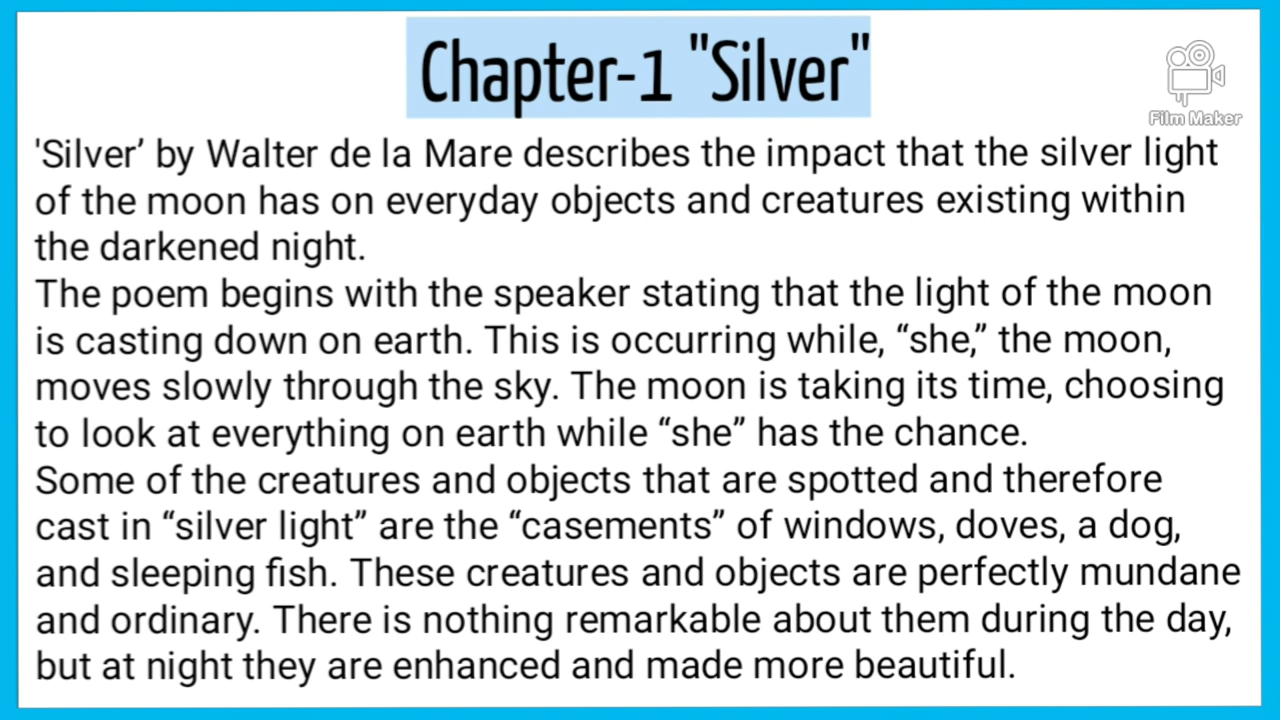 Chapter-1 "Silver"
Film Maker
'Silver’ by Walter de la Mare describes the impact that the silver light
of the moon has on everyday objects and creatures existing within
the darkened night.
The poem begins with the speaker stating that the light of the moon
is casting down on earth. This is occurring while, “she,” the moon,
moves slowly through the sky. The moon is taking its time, choosing
to look at everything on earth while “she” has the chance.
Some of the creatures and objects that are spotted and therefore
cast in “silver light” are the “casements” of windows, doves, a dog,
and sleeping fish. These creatures and objects are perfectly mundane
and ordinary. There is nothing remarkable about them during the day,
but at night they are enhanced and made more beautiful.